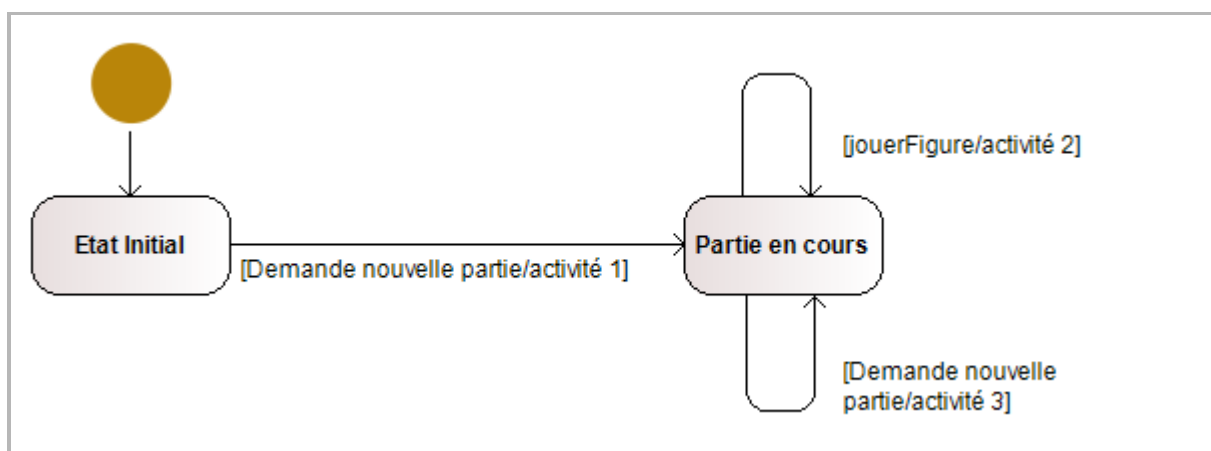 [jouerFigure/activité 2]
Etat Initial
Partie en cours
[Demande nouvelle partie/activité 1]
[Demande nouvelle
partie/activité 3]